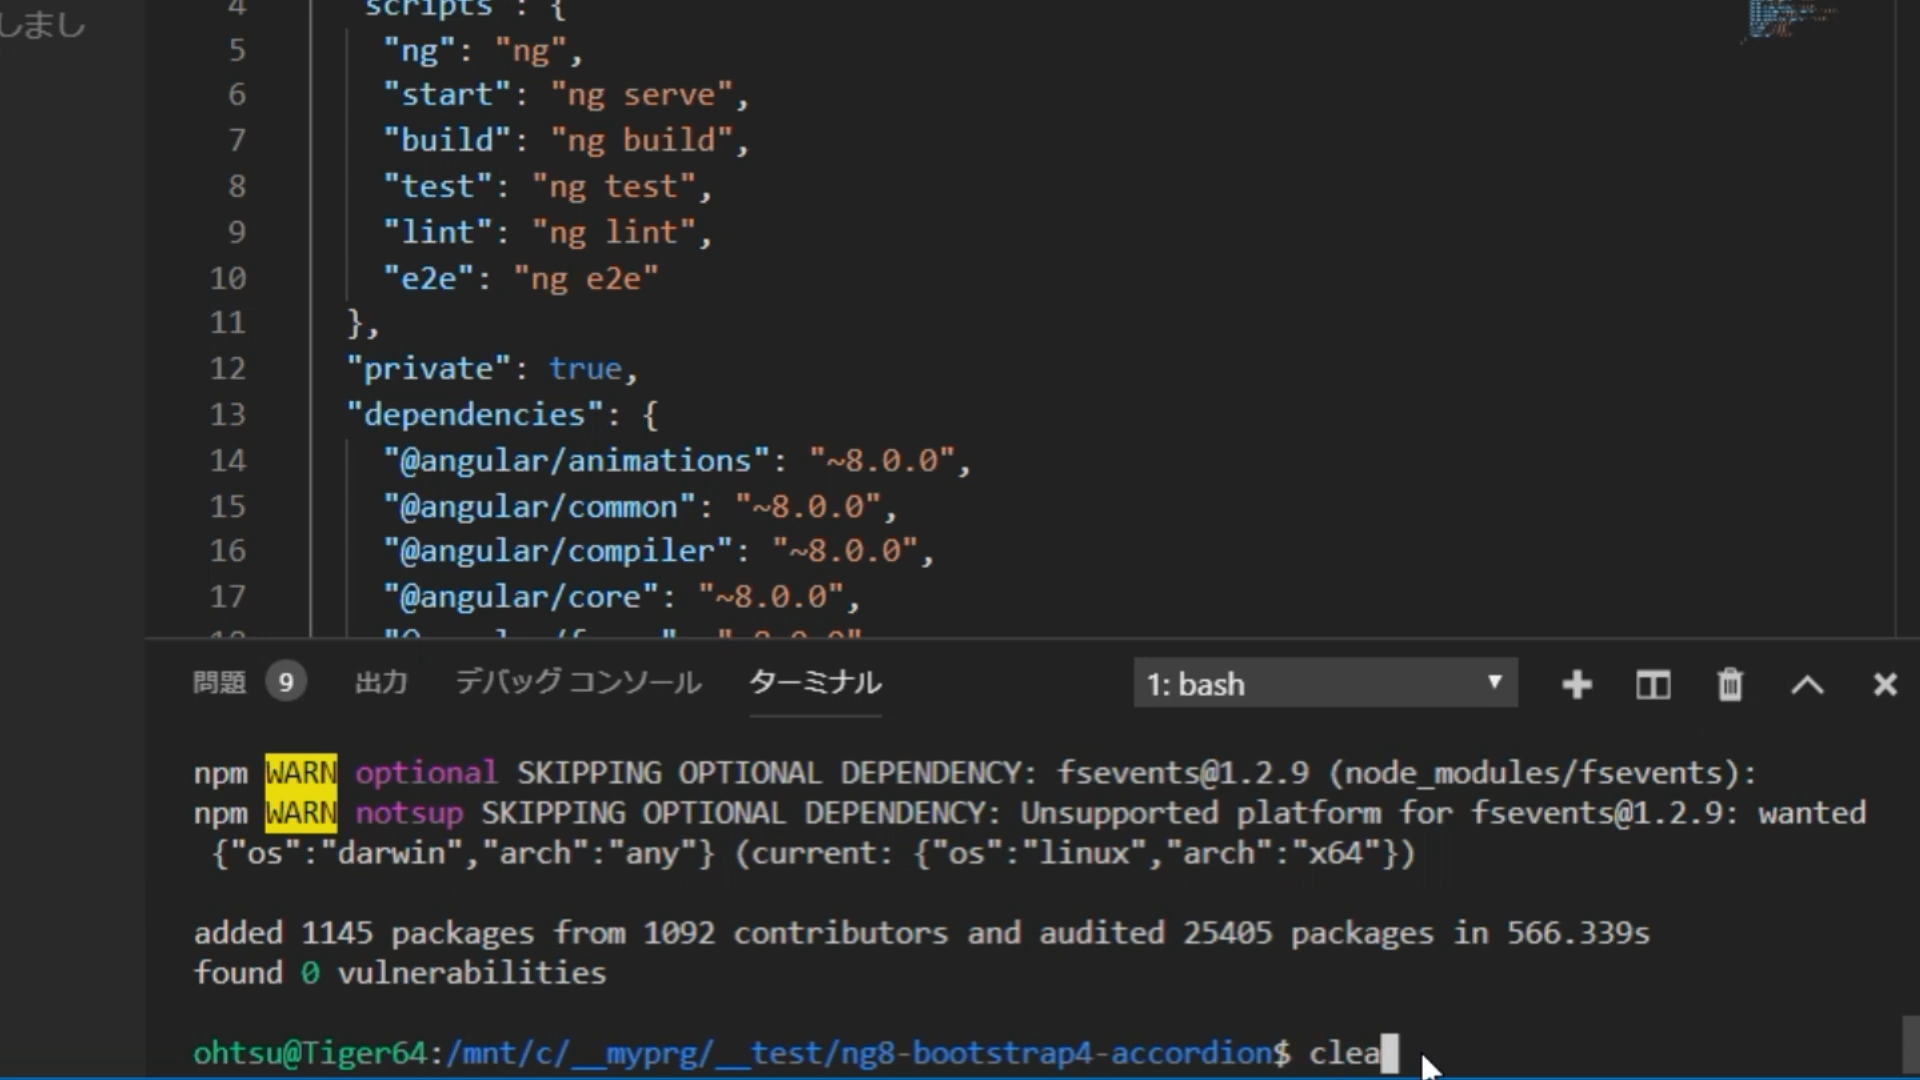 しまし
4 scripts": {
5 "ng": "ng",
6 "start": "ng serve",
7 "build": "ng build",
8 "test": "ng test",
9 "lint": "ng lint",
10 "e2e": "ng e2e"
11 },
12 "private": true,
13 "dependencies": {
14 "@angular/animations": "~8.0.0",
15 "@angular/common": "~8.0.0",
16 "@angular/compiler": "~8.0.0",
17 "@angular/core": "~8.0.0",
問題 9 出力 デバッグ コンソール ターミナル 1: bash
npm WARN optional SKIPPING OPTIONAL DEPENDENCY: fsevents@1.2.9 (node_modules/fsevents):
npm WARN notsup SKIPPING OPTIONAL DEPENDENCY: Unsupported platform for fsevents@1.2.9: wanted
{"os":"darwin","arch":"any"} (current: {"os":"linux","arch":"x64"})
added 1145 packages from 1092 contributors and audited 25405 packages in 566.339s
found 0 vulnerabilities
ohtsu@Tiger64:/mnt/c/__myprg/__test/ng8-bootstrap4-accordion$ clea